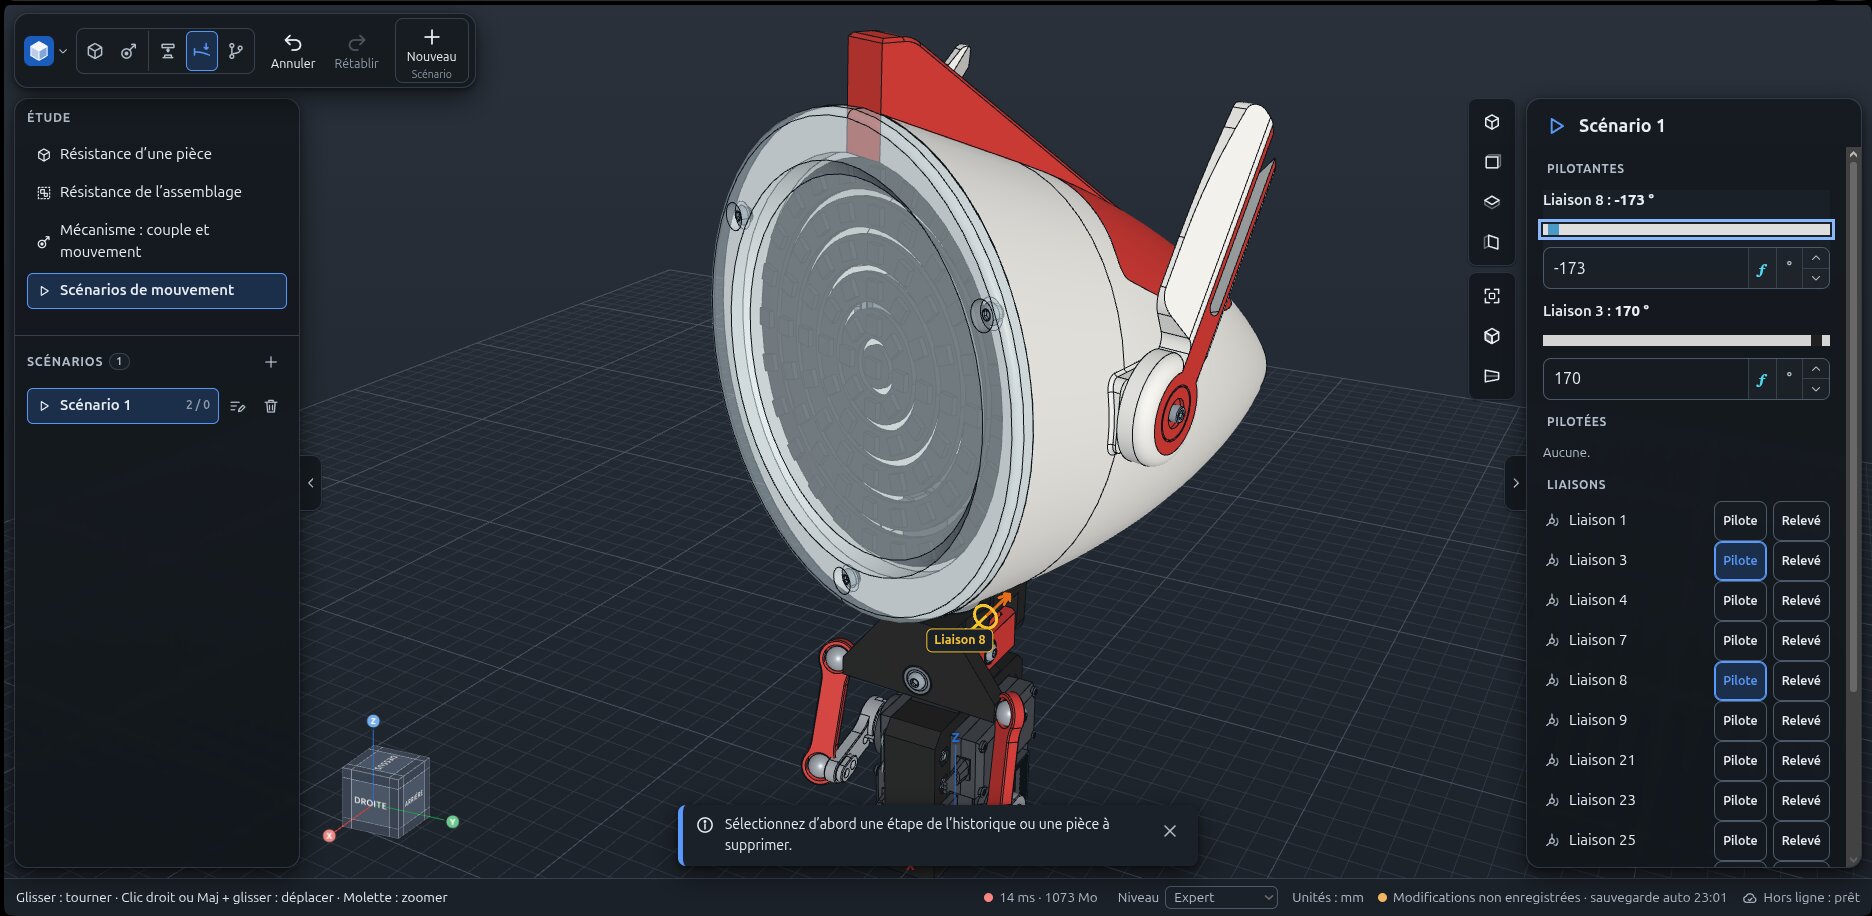 Annuler
Rétablir
Nouveau
Scénario
ÉTUDE
Résistance d’une pièce
Résistance de l’assemblage
Mécanisme : couple et
mouvement
Scénarios de mouvement
SCÉNARIOS 1
Scénario 1 2 / 0
Liaison 8
Z
Z
DROITE
ARRIÈRE
X
Y
Sélectionnez d’abord une étape de l’historique ou une pièce à
supprimer.
Scénario 1
PILOTANTES
Liaison 8 : -173 °
-173 f °
Liaison 3 : 170 °
170 f °
PILOTÉES
Aucune.
LIAISONS
Liaison 1 Pilote Relevé
Liaison 3 Pilote Relevé
Liaison 4 Pilote Relevé
Liaison 7 Pilote Relevé
Liaison 8 Pilote Relevé
Liaison 9 Pilote Relevé
Liaison 21 Pilote Relevé
Liaison 23 Pilote Relevé
Liaison 25 Pilote Relevé
Glisser : tourner · Clic droit ou Maj + glisser : déplacer · Molette : zoomer
14 ms · 1073 Mo Niveau Expert Unités : mm Modifications non enregistrées · sauvegarde auto 23:01 Hors ligne : prêt